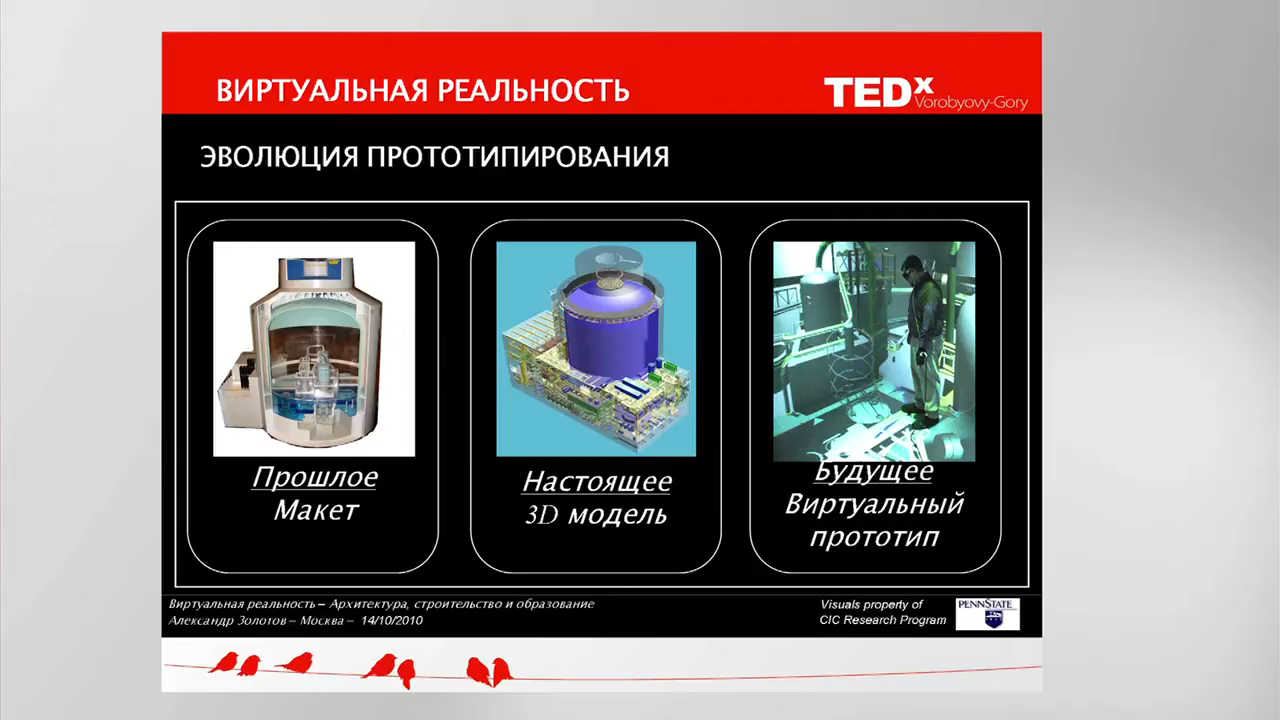 ВИРТУАЛЬНАЯ РЕАЛЬНОСТЬ
TEDx
Vorobyovy-Gory
ЭВОЛЮЦИЯ ПРОТОТИПИРОВАНИЯ
Прошлое
Макет
Настоящее
3D модель
Будущее
Виртуальный
прототип
Виртуальная реальность – Архитектура, строительство и образование
Александр Золотов – Москва – 14/10/2010
Visuals property of
CIC Research Program
PENNSTATE